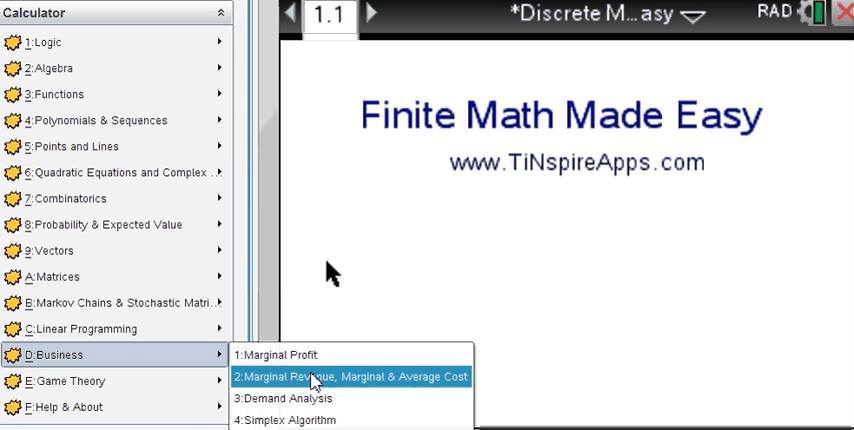 Calculator
1:Logic
2:Algebra
3:Functions
4:Polynomials & Sequences
5:Points and Lines
6:Quadratic Equations and Complex ...
7:Combinatorics
8:Probability & Expected Value
9:Vectors
A:Matrices
B:Markov Chains & Stochastic Matri...
C:Linear Programming
D:Business
E:Game Theory
F:Help & About
1:Marginal Profit
2:Marginal Revenue, Marginal & Average Cost
3:Demand Analysis
4:Simplex Algorithm
1.1
*Discrete M...asy
RAD
Finite Math Made Easy
www.TiNspireApps.com